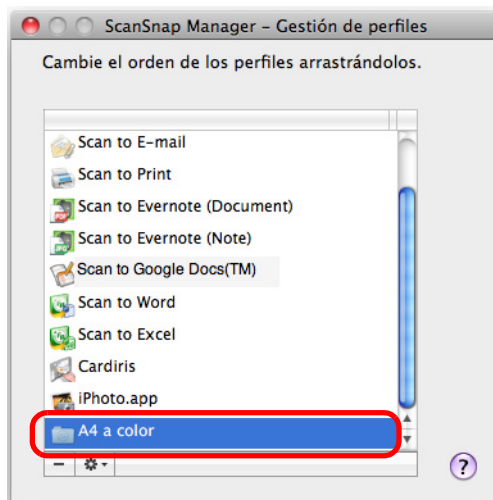 ScanSnap Manager – Gestión de perfiles
Cambie el orden de los perfiles arrastrándolos.
Scan to E-mail
Scan to Print
Scan to Evernote (Document)
Scan to Evernote (Note)
Scan to Google Docs(TM)
Scan to Word
Scan to Excel
Cardiris
iPhoto.app
A4 a color
?